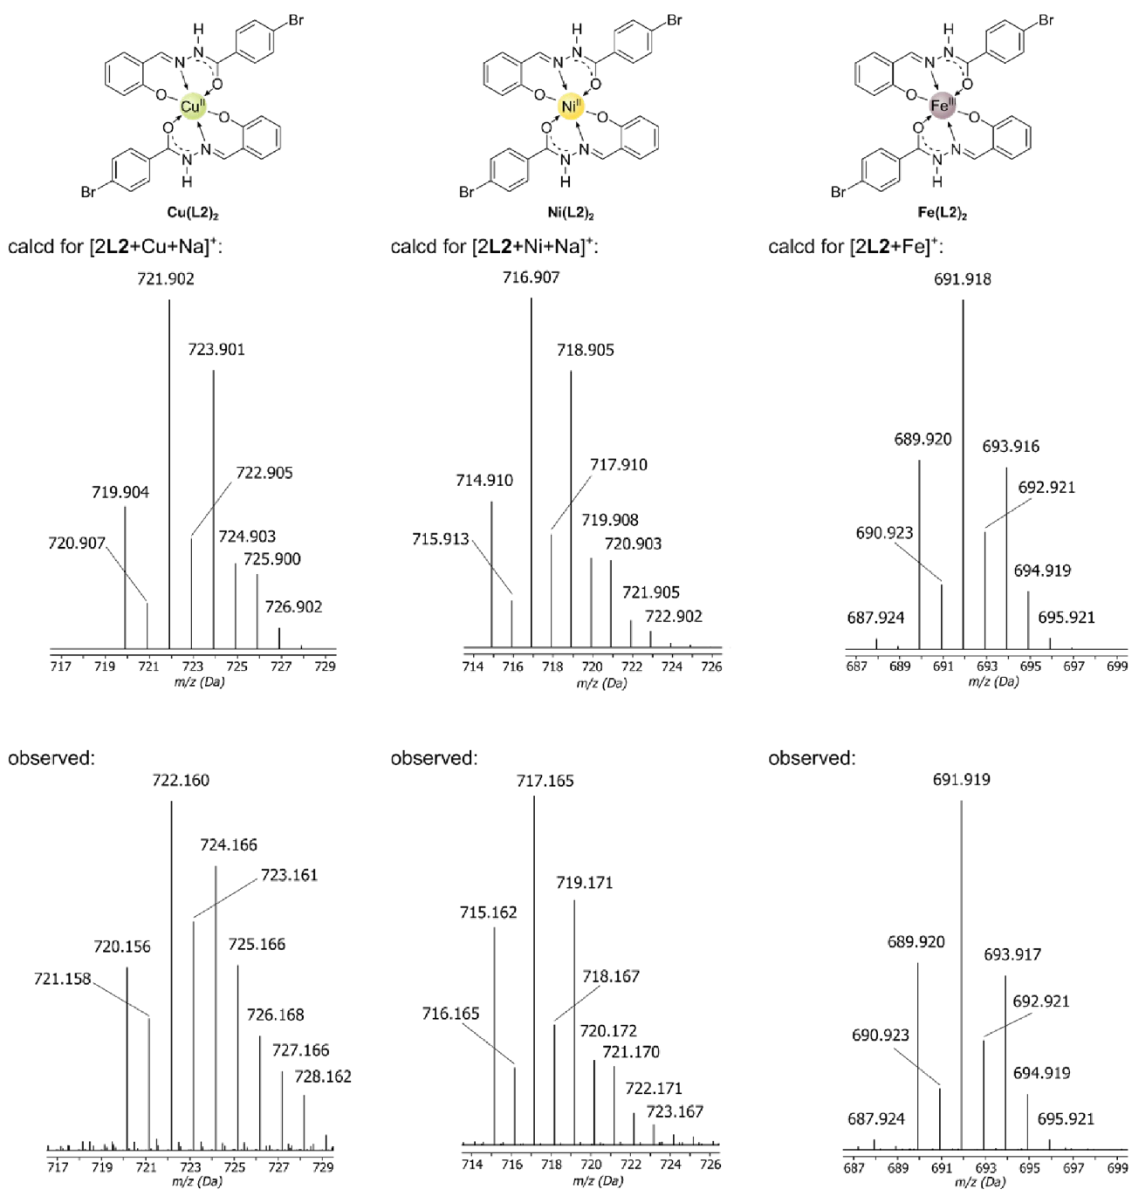 H Br H Br H Br
N N N N N N
O O O
O Cu^II O Ni^II O Fe^III
O O O O O O
N N N N N N
Br H Br H Br H
Cu(L2)₂ Ni(L2)₂ Fe(L2)₂
calcd for [2L2+Cu+Na]⁺:
721.902
723.901
722.905
719.904
724.903
720.907
725.900
726.902
717 719 721 723 725 727 729
m/z (Da)
calcd for [2L2+Ni+Na]⁺:
716.907
718.905
717.910
714.910
719.908
715.913
720.903
721.905
722.902
714 716 718 720 722 724 726
m/z (Da)
calcd for [2L2+Fe]⁺:
691.918
689.920
693.916
692.921
690.923
694.919
687.924
695.921
687 689 691 693 695 697 699
m/z (Da)
observed:
722.160
724.166
723.161
720.156
725.166
721.158
726.168
727.166
728.162
717 719 721 723 725 727 729
m/z (Da)
observed:
717.165
719.171
715.162
718.167
716.165
720.172
721.170
722.171
723.167
714 716 718 720 722 724 726
m/z (Da)
observed:
691.919
689.920
693.917
692.921
690.923
694.919
687.924
695.921
687 689 691 693 695 697 699
m/z (Da)